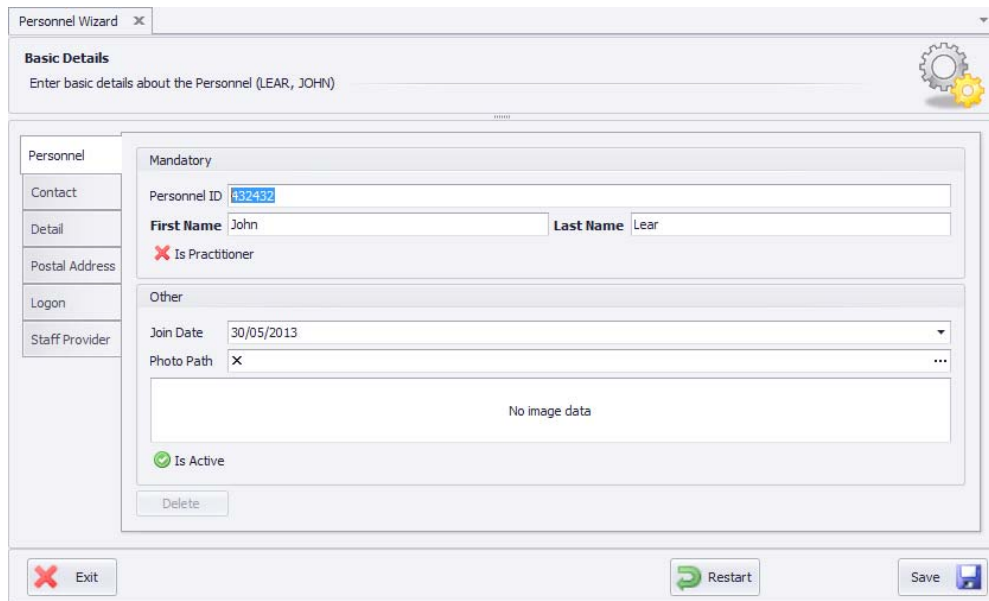 Personnel Wizard
Basic Details
Enter basic details about the Personnel (LEAR, JOHN)
Personnel
Contact
Detail
Postal Address
Logon
Staff Provider
Mandatory
Personnel ID 432432
First Name John Last Name Lear
Is Practitioner
Other
Join Date 30/05/2013
Photo Path
No image data
Is Active
Delete
Exit Restart Save